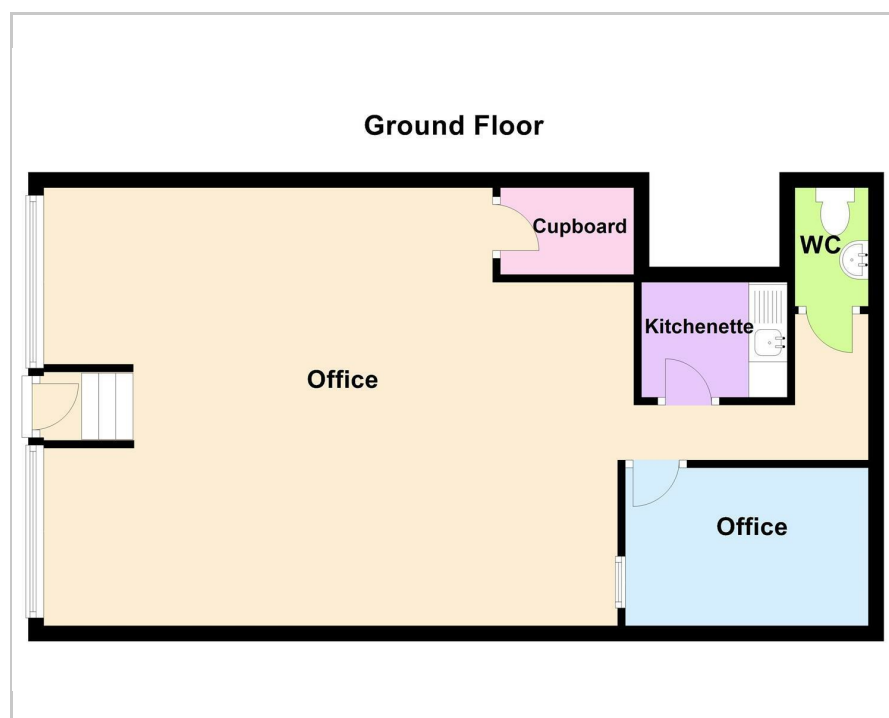 Ground Floor
Cupboard
WC
Kitchenette
Office
Office